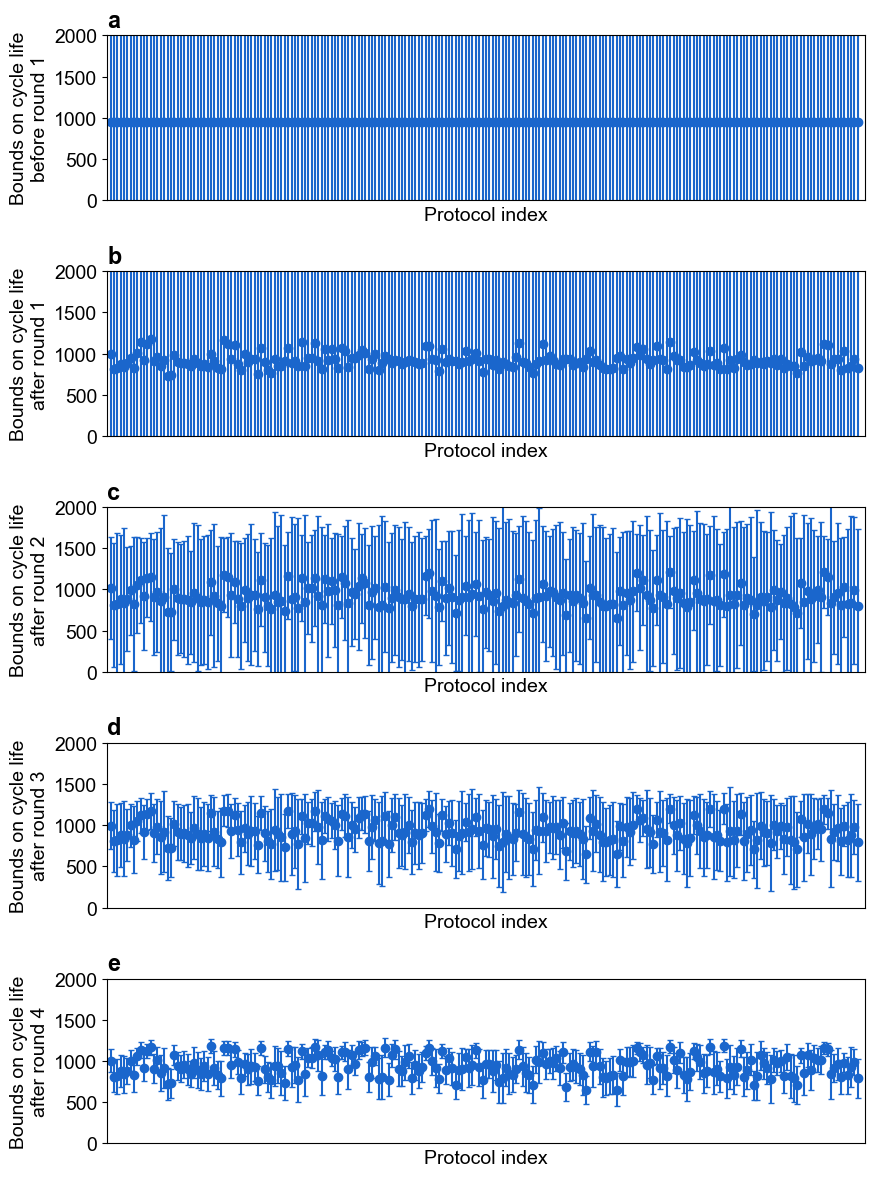 a
Bounds on cycle life
before round 1
2000
1500
1000
500
0
Protocol index
b
Bounds on cycle life
after round 1
2000
1500
1000
500
0
Protocol index
c
Bounds on cycle life
after round 2
2000
1500
1000
500
0
Protocol index
d
Bounds on cycle life
after round 3
2000
1500
1000
500
0
Protocol index
e
Bounds on cycle life
after round 4
2000
1500
1000
500
0
Protocol index